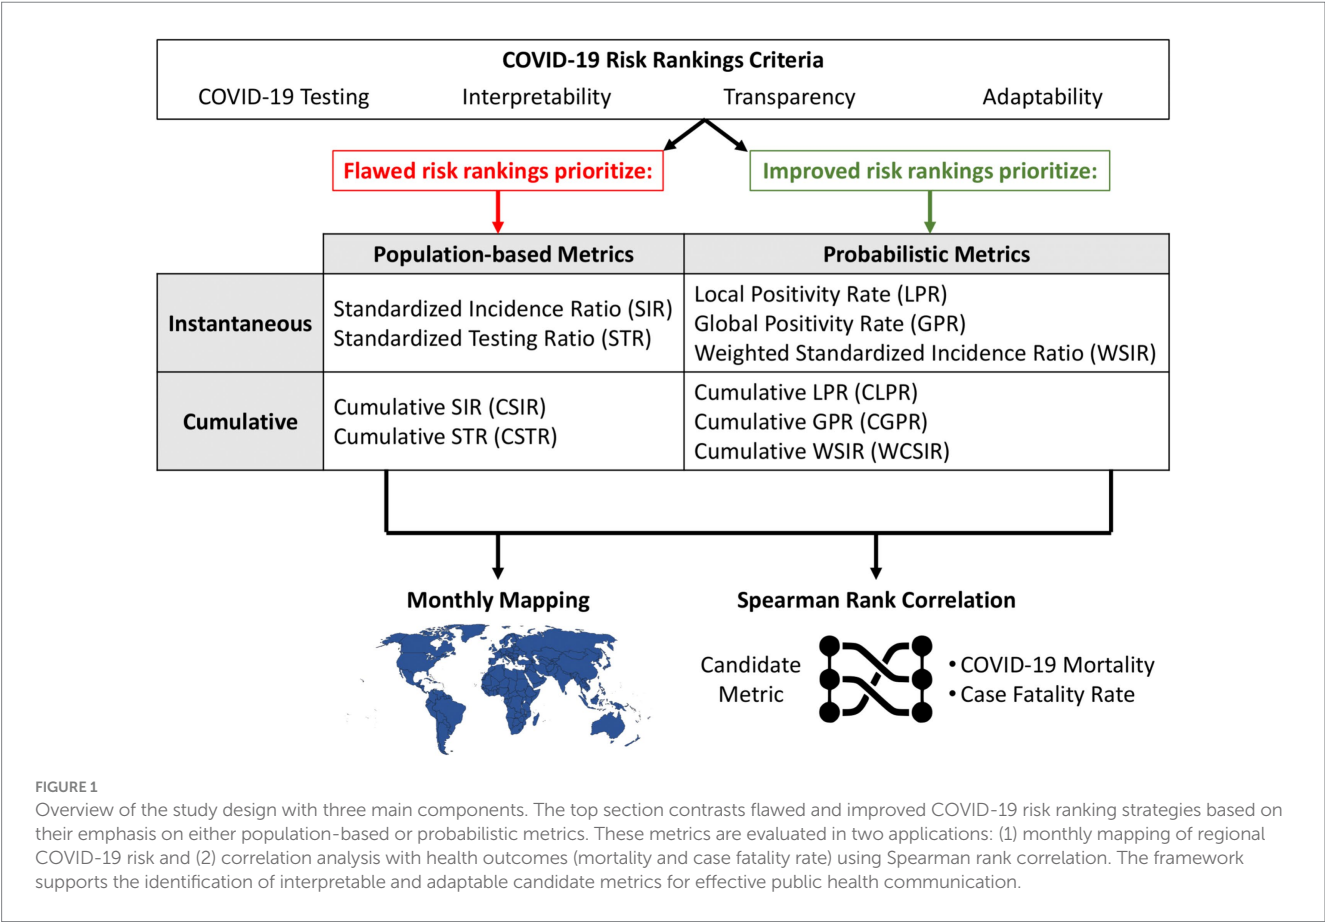 COVID-19 Risk Rankings Criteria
COVID-19 Testing Interpretability Transparency Adaptability
Flawed risk rankings prioritize: Improved risk rankings prioritize:
Population-based Metrics Probabilistic Metrics
Instantaneous
Standardized Incidence Ratio (SIR)
Standardized Testing Ratio (STR)
Local Positivity Rate (LPR)
Global Positivity Rate (GPR)
Weighted Standardized Incidence Ratio (WSIR)
Cumulative
Cumulative SIR (CSIR)
Cumulative STR (CSTR)
Cumulative LPR (CLPR)
Cumulative GPR (CGPR)
Cumulative WSIR (WCSIR)
Monthly Mapping
Spearman Rank Correlation
Candidate
Metric
• COVID-19 Mortality
• Case Fatality Rate
FIGURE 1
Overview of the study design with three main components. The top section contrasts flawed and improved COVID-19 risk ranking strategies based on
their emphasis on either population-based or probabilistic metrics. These metrics are evaluated in two applications: (1) monthly mapping of regional
COVID-19 risk and (2) correlation analysis with health outcomes (mortality and case fatality rate) using Spearman rank correlation. The framework
supports the identification of interpretable and adaptable candidate metrics for effective public health communication.